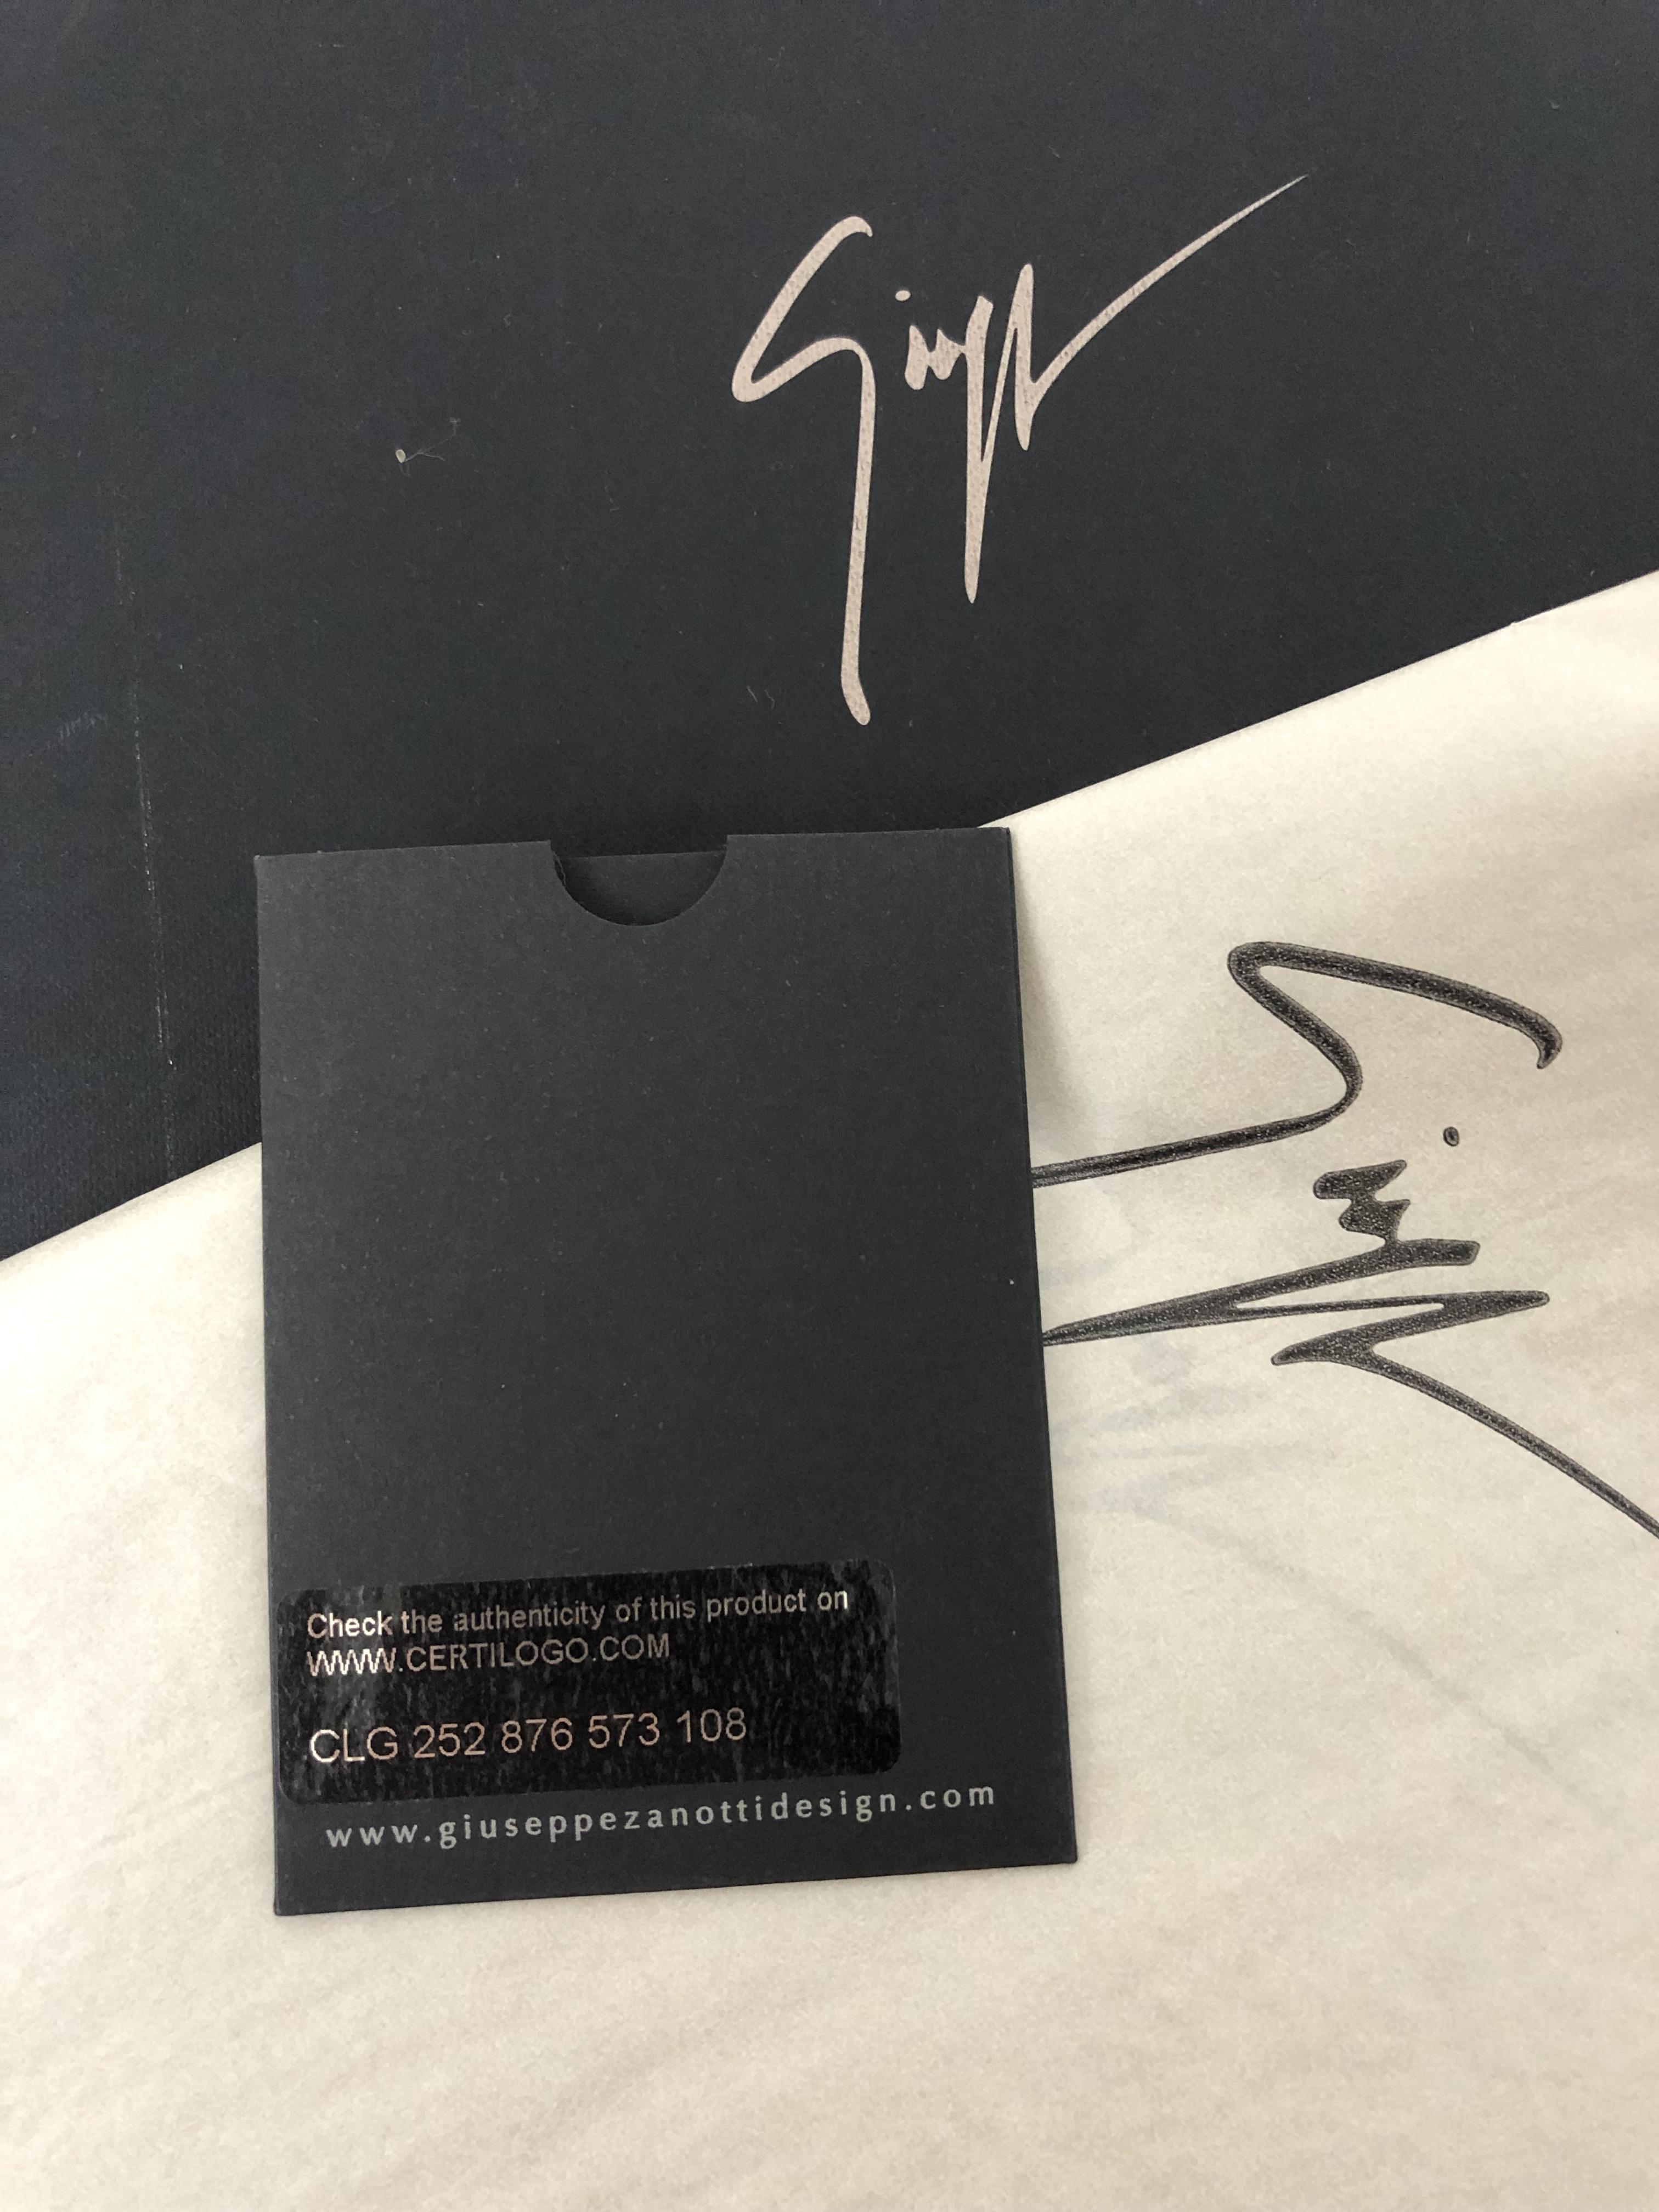 Check the authenticity of this product on
WWW.CERTILOGO.COM
CLG 252 876 573 108
www.giuseppezanottidesign.com